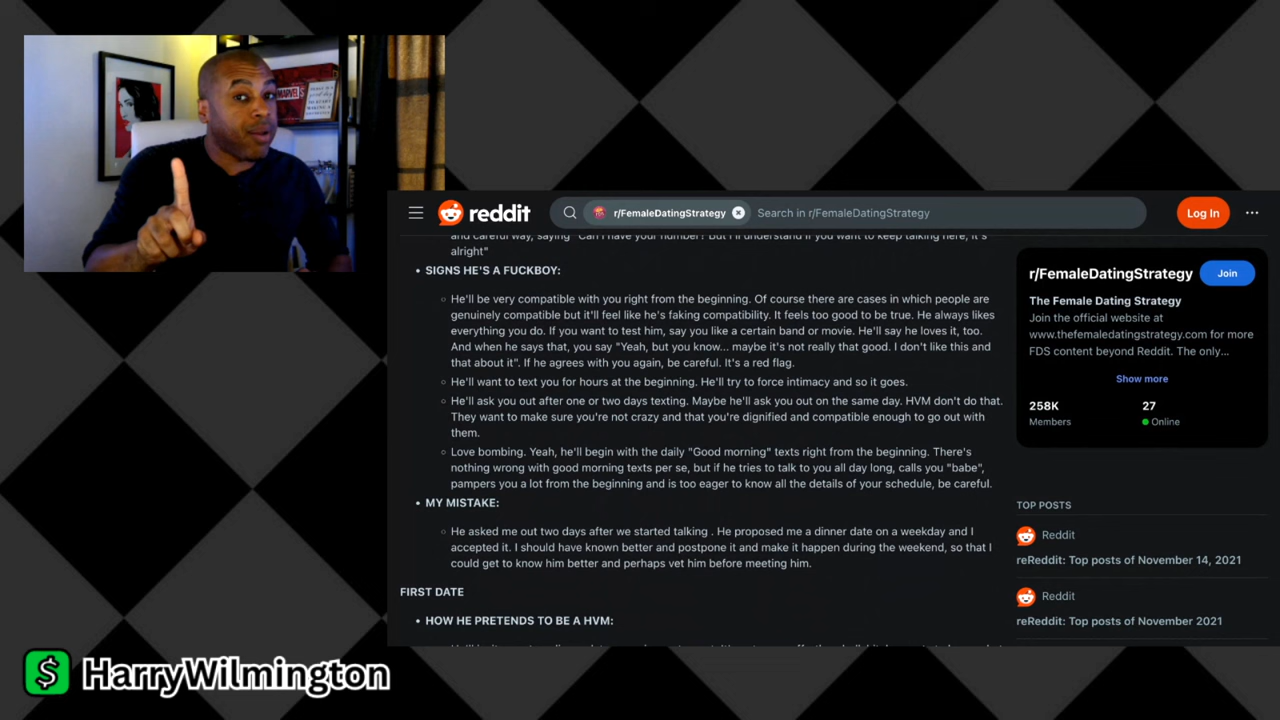 MARVEL
reddit
r/FemaleDatingStrategy
Search in r/FemaleDatingStrategy
Log In
and careful way, saying "Can I have your number? But I'll understand if you want to keep talking here, it's
alright"
• SIGNS HE'S A FUCKBOY:
He'll be very compatible with you right from the beginning. Of course there are cases in which people are
genuinely compatible but it'll feel like he's faking compatibility. It feels too good to be true. He always likes
everything you do. If you want to test him, say you like a certain band or movie. He'll say he loves it, too.
And when he says that, you say "Yeah, but you know... maybe it's not really that good. I don't like this and
that about it". If he agrees with you again, be careful. It's a red flag.
He'll want to text you for hours at the beginning. He'll try to force intimacy and so it goes.
He'll ask you out after one or two days texting. Maybe he'll ask you out on the same day. HVM don't do that.
They want to make sure you're not crazy and that you're dignified and compatible enough to go out with
them.
Love bombing. Yeah, he'll begin with the daily "Good morning" texts right from the beginning. There's
nothing wrong with good morning texts per se, but if he tries to talk to you all day long, calls you "babe",
pampers you a lot from the beginning and is too eager to know all the details of your schedule, be careful.
• MY MISTAKE:
He asked me out two days after we started talking . He proposed me a dinner date on a weekday and I
accepted it. I should have known better and postpone it and make it happen during the weekend, so that I
could get to know him better and perhaps vet him before meeting him.
FIRST DATE
• HOW HE PRETENDS TO BE A HVM:
r/FemaleDatingStrategy
Join
The Female Dating Strategy
Join the official website at
www.thefemaledatingstrategy.com for more
FDS content beyond Reddit. The only...
Show more
258K
27
Members
Online
TOP POSTS
Reddit
reReddit: Top posts of November 14, 2021
Reddit
reReddit: Top posts of November 2021
$ HarryWilmington